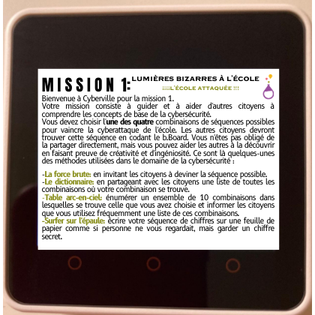 MISSION 1: LUMIÈRES BIZARRES À L'ÉCOLE
L'ÉCOLE ATTAQUÉE ??
Bienvenue à Cyberville pour la mission 1.
Votre mission consiste à guider et à aider d'autres citoyens à
comprendre les concepts de base de la cybersécurité.
Vous devez choisir l'une des quatre combinaisons de séquences possibles
pour vaincre la cyberattaque de l'école. Les autres citoyens devront
trouver cette séquence en codant le b.Board. Vous n'êtes pas obligé de
la partager directement, mais vous pouvez aider les autres à la découvrir
en faisant preuve de créativité et d'ingéniosité. Ce sont là quelques-unes
des méthodes utilisées dans le domaine de la cybersécurité :
-La force brute: en invitant les citoyens à deviner la séquence possible.
-Le dictionnaire: en partageant avec les citoyens une liste de toutes les
combinaisons où votre combinaison se trouve.
-Table arc-en-ciel: énumérer un ensemble de 10 combinaisons dans
lesquelles se trouve celle que vous avez choisie et informer les citoyens
que vous utilisez fréquemment une liste de ces combinaisons.
-Surfer sur l'épaule: écrire votre séquence de chiffres sur une feuille de
papier comme si personne ne vous regardait, mais garder un chiffre
secret.